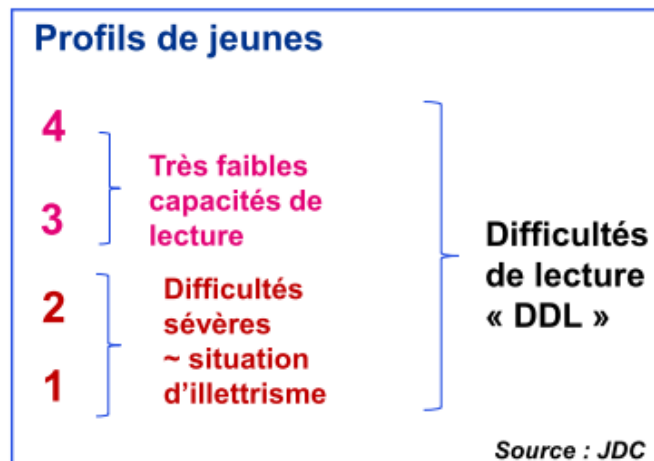 Profils de jeunes
4
3
Très faibles
capacités de
lecture
2
1
Difficultés
sévères
~ situation
d'illettrisme
Difficultés
de lecture
« DDL »
Source : JDC